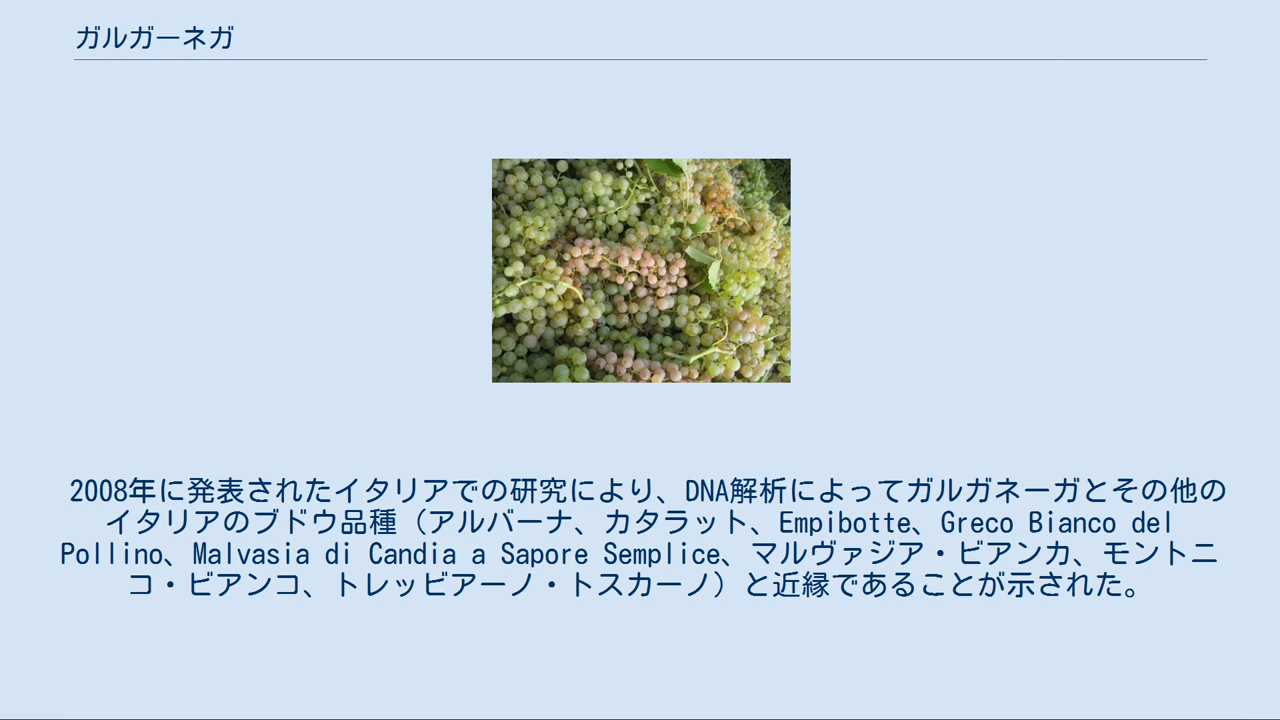 ガルガーネガ
2008年に発表されたイタリアでの研究により、DNA解析によってガルガネーガとその他の
イタリアのブドウ品種（アルバーナ、カタラット、Empibotte、Greco Bianco del
Pollino、Malvasia di Candia a Sapore Semplice、マルヴァジア・ビアンカ、モントニ
コ・ビアンコ、トレッビアーノ・トスカーノ）と近縁であることが示された。